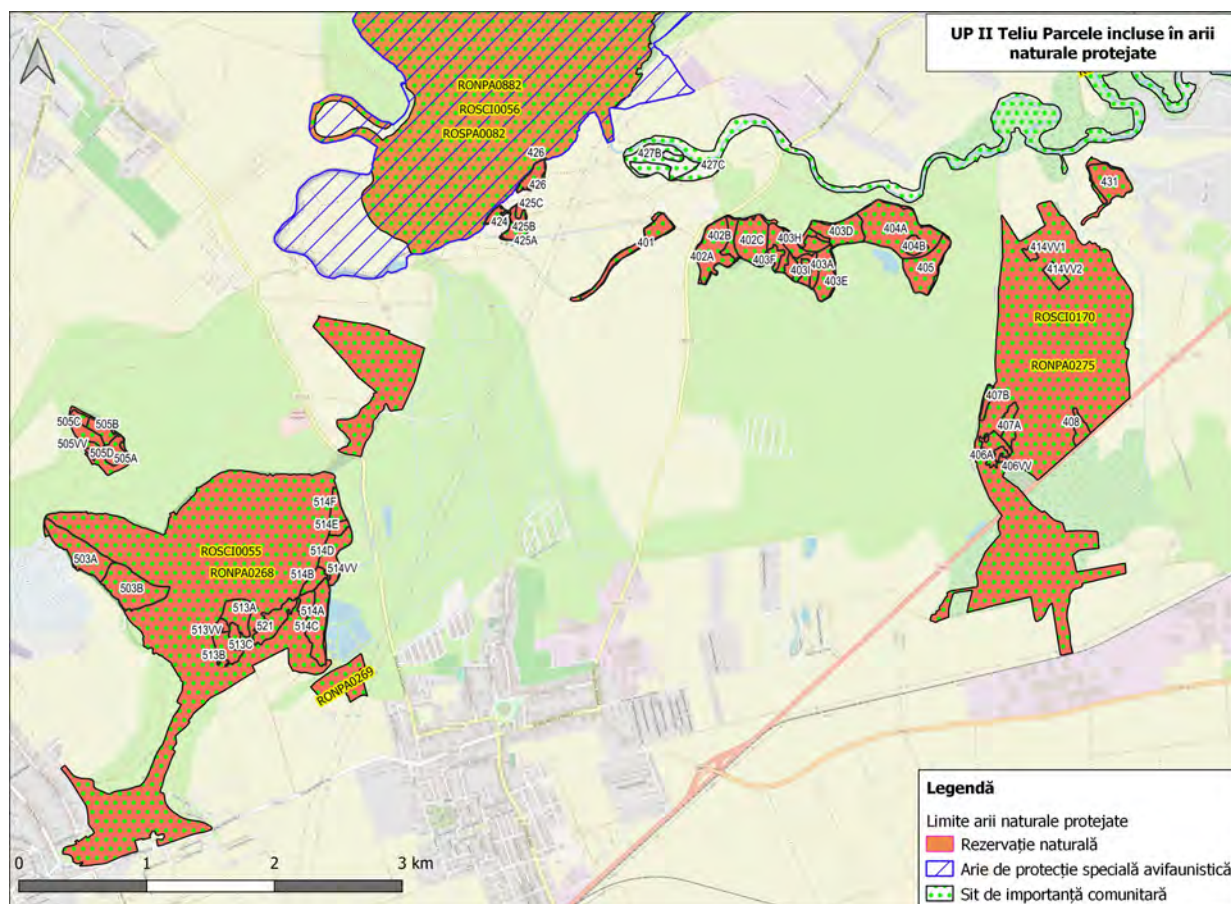 UP II Teliu Parcele incluse în arii
naturale protejate
RONPA0882
ROSCI0056
ROSPA0082
426
426
425C
424
425B
425A
427B
427C
401
402B
402C
402A
403H
403F
403I
403A
403E
403D
404A
404B
405
431
414VV1
414VV2
ROSCI0170
RONPA0275
407B
407A
408
406A
406VV
505C
505B
505VV
505D
505A
503A
503B
ROSCI0055
RONPA0268
514F
514E
514D
514VV
514B
514A
514C
513A
521
513VV
513C
513B
RONPA0269
Legendă
Limite arii naturale protejate
Rezervație naturală
Arie de protecție specială avifaunistică
Sit de importanță comunitară
0 1 2 3 km